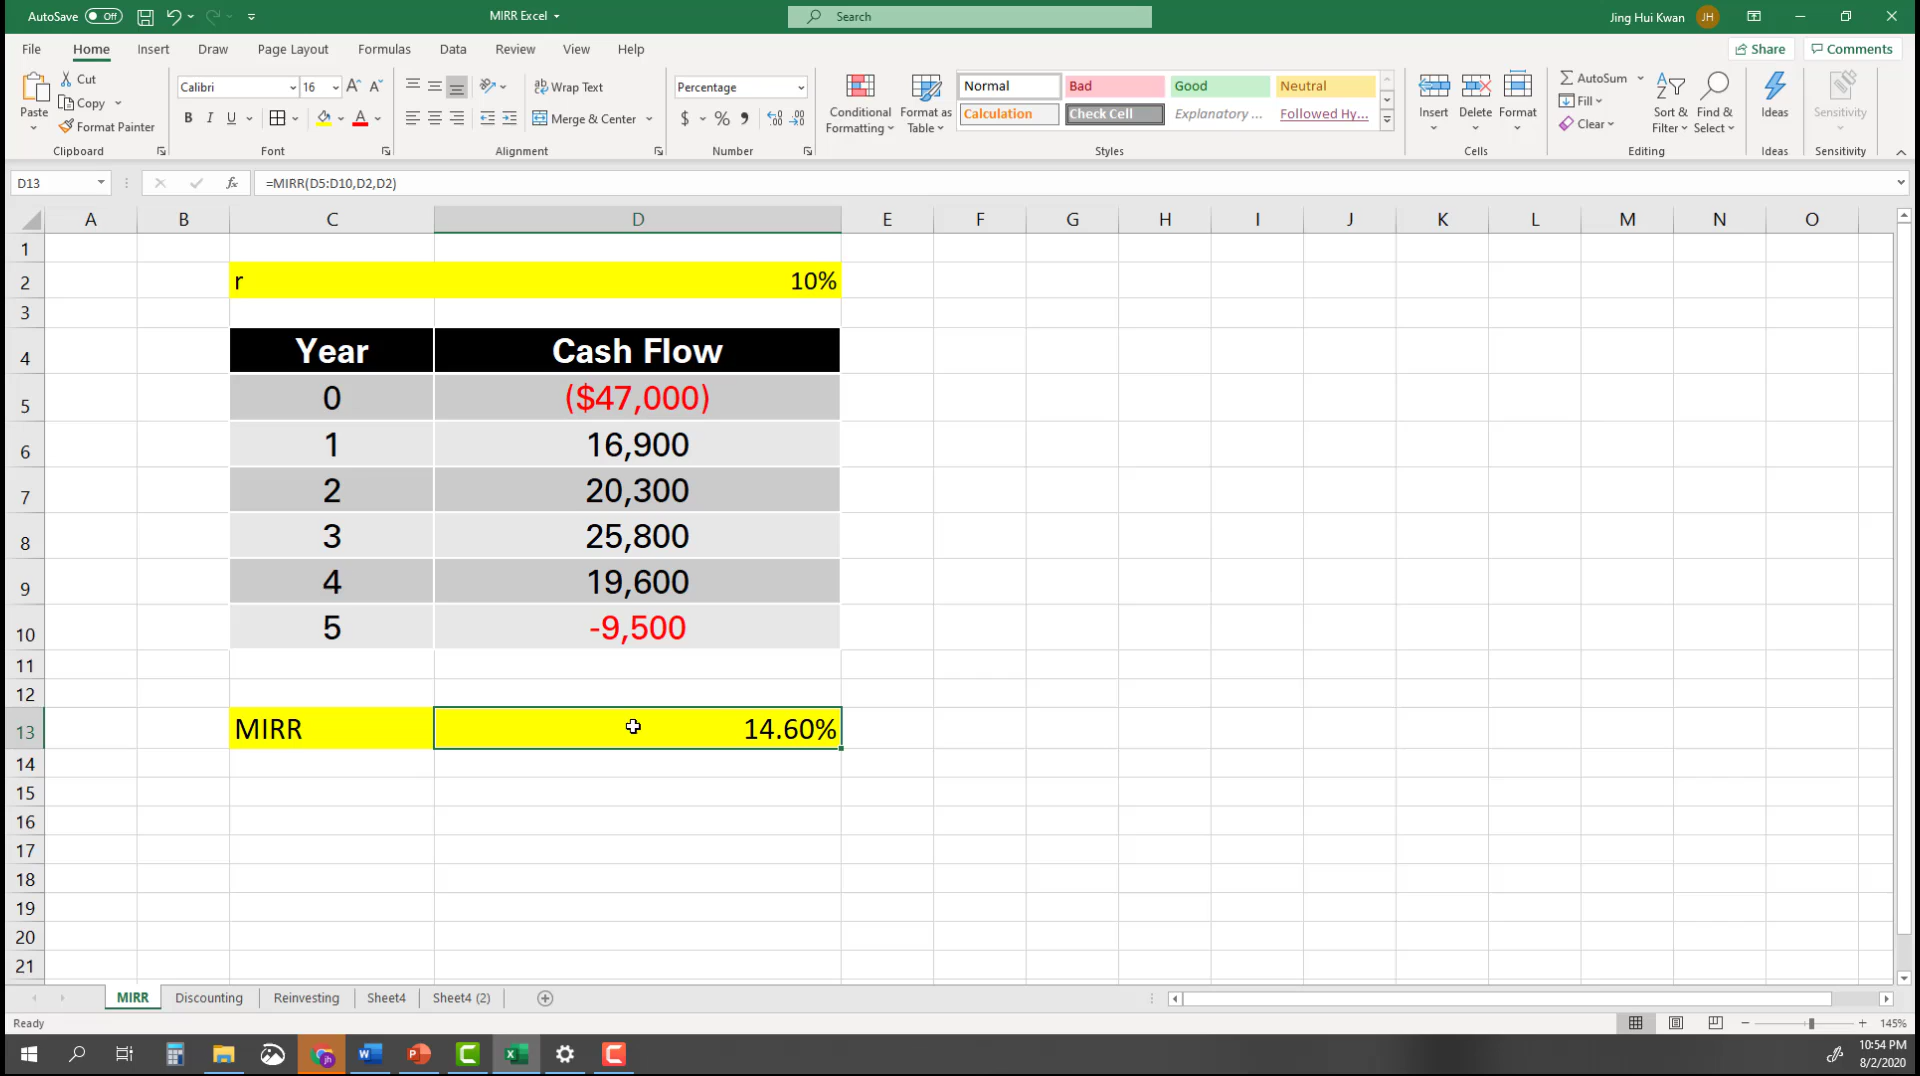 AutoSave Off MIRR Excel Search Jing Hui Kwan JH
File Home Insert Draw Page Layout Formulas Data Review View Help Share Comments
Paste Cut Copy Format Painter Clipboard
Calibri 16 B I U Font
Wrap Text Merge & Center Alignment
Percentage $ % Number
Conditional Formatting Format as Table
Normal Bad Good Neutral
Calculation Check Cell Explanatory ... Followed Hy...
Styles
Insert Delete Format Cells
AutoSum Fill Clear Sort & Filter Find & Select Editing
Ideas Ideas
Sensitivity Sensitivity
D13 fx =MIRR(D5:D10,D2,D2)
A B C D E F G H I J K L M N O
1
2 r 10%
3
4 Year Cash Flow
5 0 ($47,000)
6 1 16,900
7 2 20,300
8 3 25,800
9 4 19,600
10 5 -9,500
11
12
13 MIRR 14.60%
14
15
16
17
18
19
20
21
MIRR Discounting Reinvesting Sheet4 Sheet4 (2)
Ready 145%
10:54 PM
8/2/2020